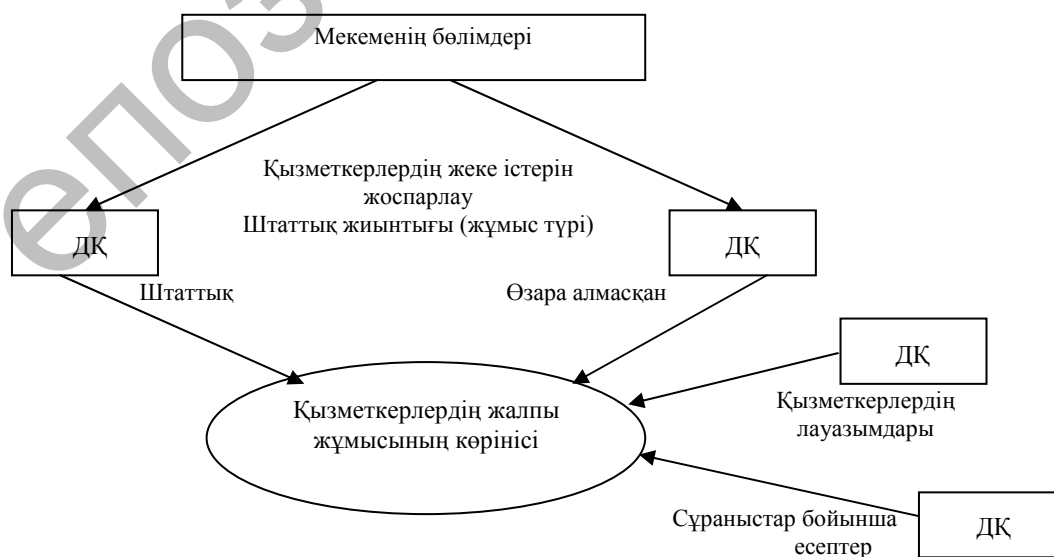 Мекеменің бөлімдері
Қызметкерлердің жеке істерін
жоспарлау
Штаттық жиынтығы (жұмыс түрі)
ДҚ
ДҚ
Штаттық
Өзара алмасқан
ДҚ
Қызметкерлердің
лауазымдары
Қызметкерлердің жалпы
жұмысының көрінісі
Сұраныстар бойынша
есептер
ДҚ
епоз